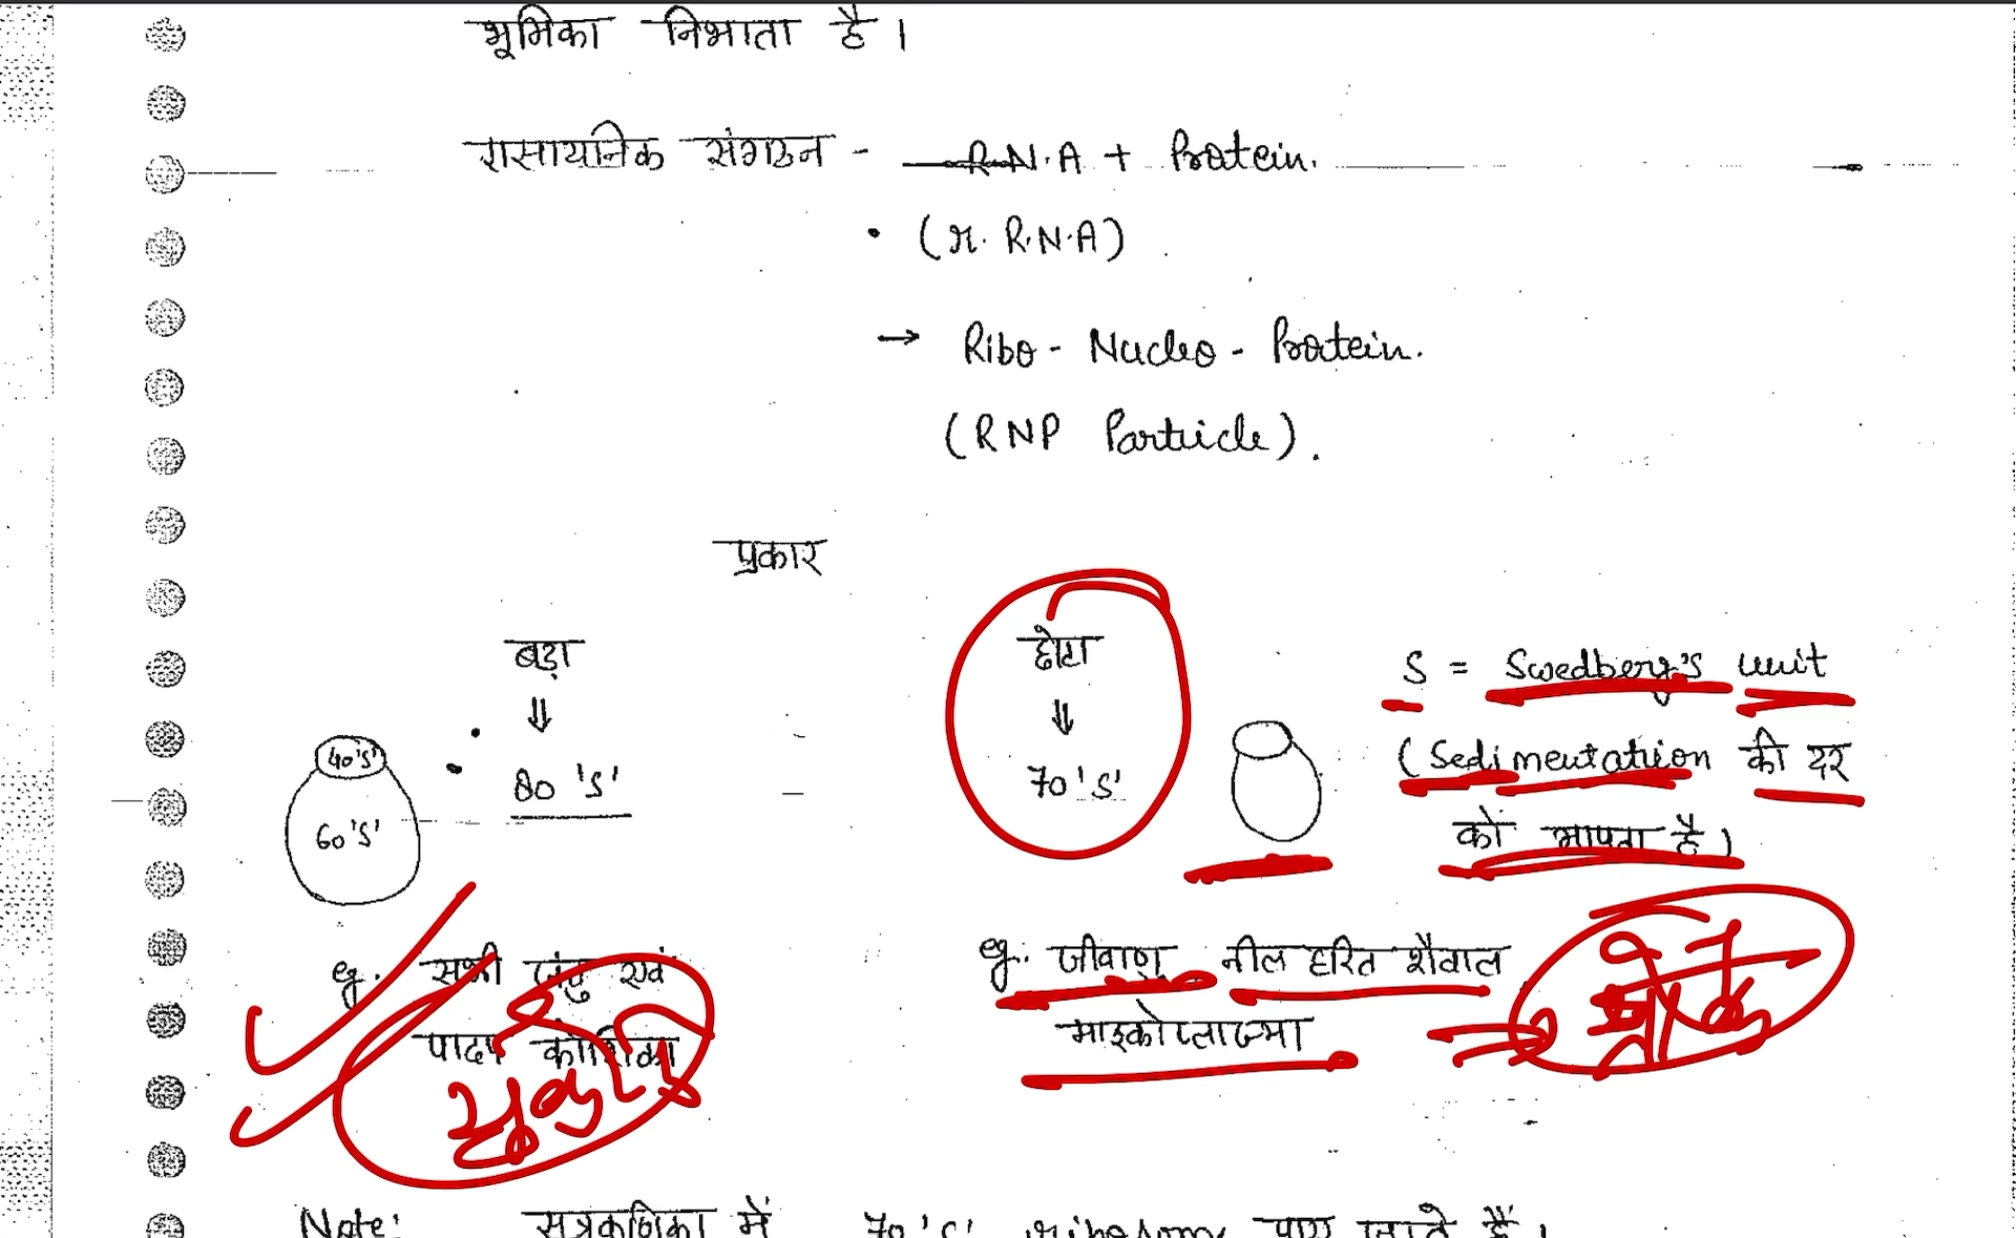 भूमिका निभाता है।
रासायनिक संगठन - R.N.A + Protein.
(r. R.N.A)
→ Ribo - Nucleo - Protein.
(RNP Particle).
प्रकार
बड़ा
छोटा
⇓
⇓
S = Swedberg's unit
80 'S'
70 'S'
(Sedimentation की दर
को मापता है।
40'S'
60'S'
eg. सभी जंतु एवं
पादप कोशिका
eg. जीवाणु नील हरित शैवाल
माइकोप्लाज्मा
Note: सूत्रकणिका में 70 'S' ribosome पाए जाते हैं।